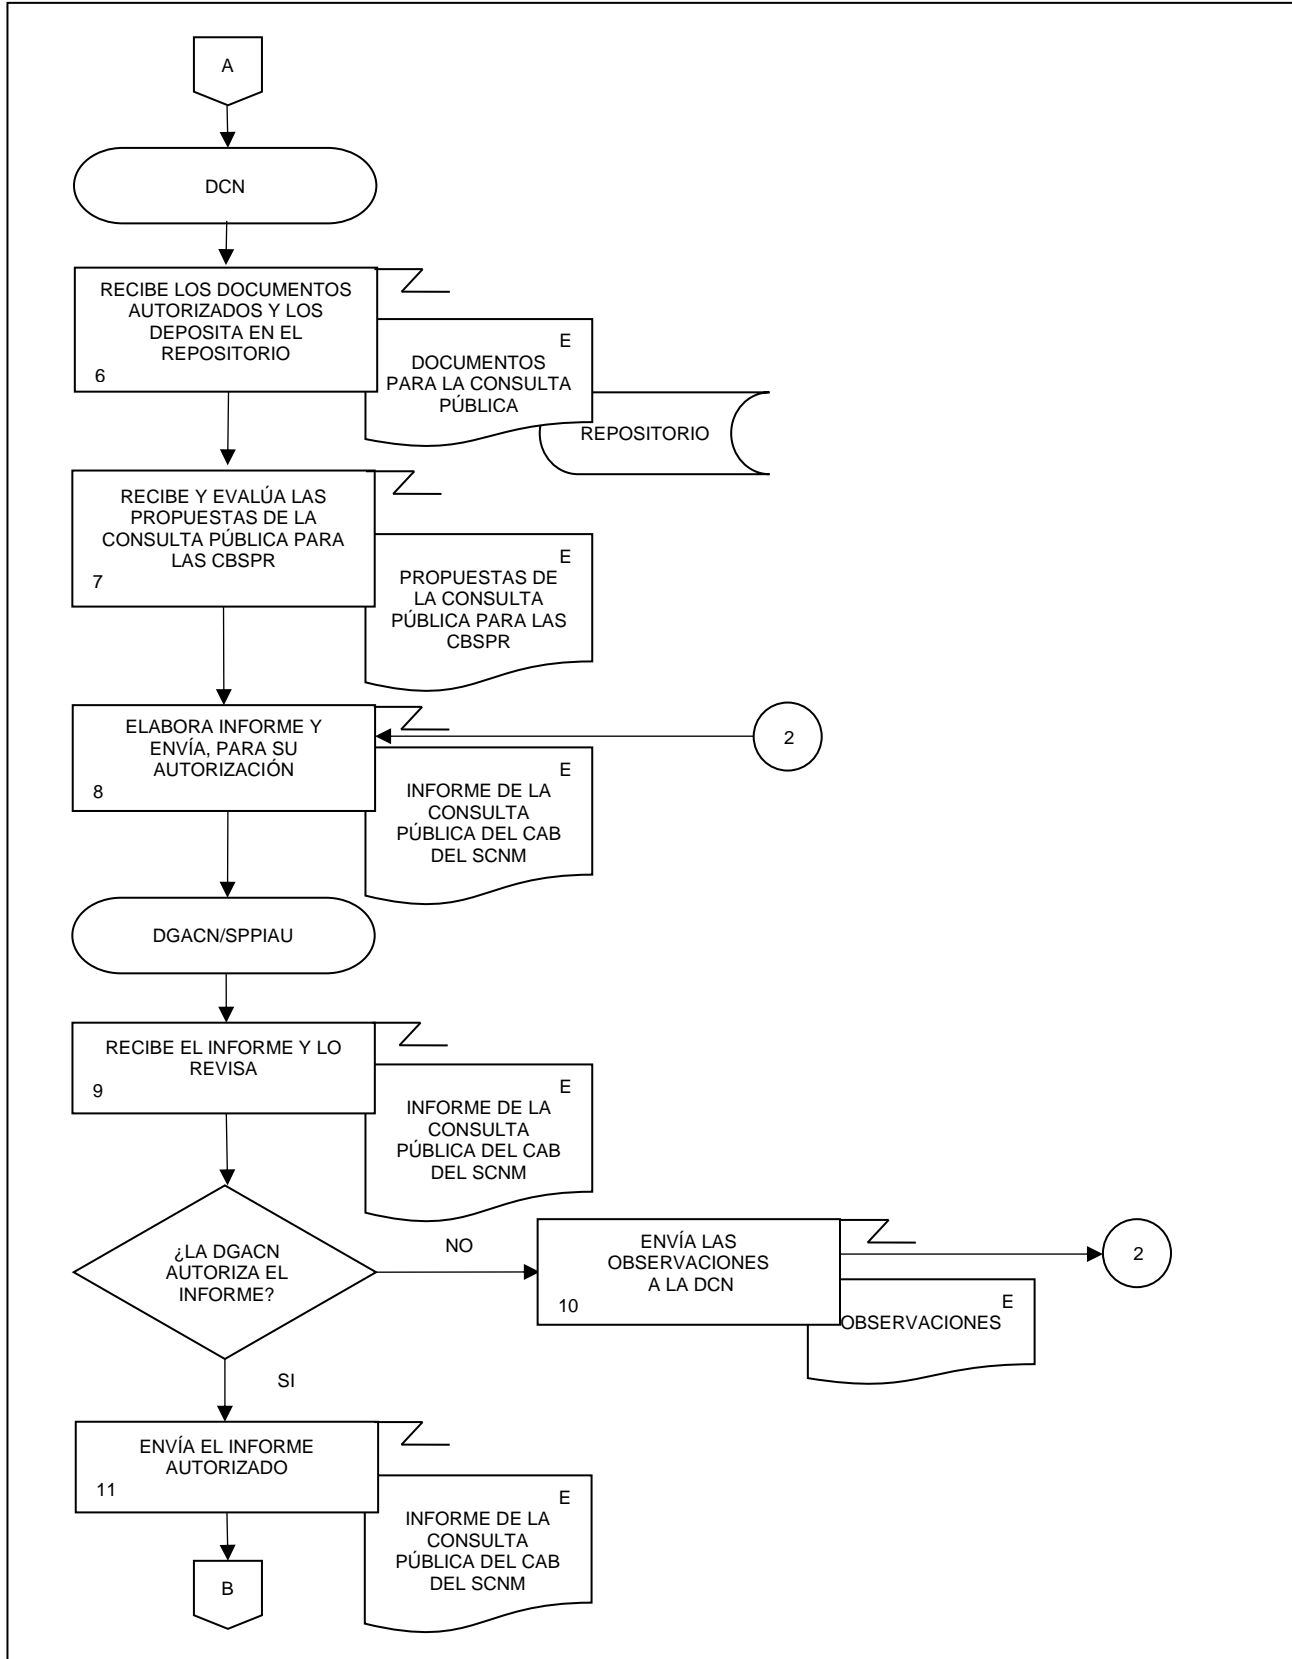 A
DCN
RECIBE LOS DOCUMENTOS
AUTORIZADOS Y LOS
DEPOSITA EN EL
REPOSITORIO
6
E
DOCUMENTOS
PARA LA CONSULTA
PÚBLICA
REPOSITORIO
RECIBE Y EVALÚA LAS
PROPUESTAS DE LA
CONSULTA PÚBLICA PARA
LAS CBSPR
7
E
PROPUESTAS DE
LA CONSULTA
PÚBLICA PARA LAS
CBSPR
ELABORA INFORME Y
ENVÍA, PARA SU
AUTORIZACIÓN
8
2
E
INFORME DE LA
CONSULTA
PÚBLICA DEL CAB
DEL SCNM
DGACN/SPPIAU
RECIBE EL INFORME Y LO
REVISA
9
E
INFORME DE LA
CONSULTA
PÚBLICA DEL CAB
DEL SCNM
¿LA DGACN
AUTORIZA EL
INFORME?
NO
ENVÍA LAS
OBSERVACIONES
A LA DCN
10
2
E
OBSERVACIONES
SI
ENVÍA EL INFORME
AUTORIZADO
11
E
INFORME DE LA
CONSULTA
PÚBLICA DEL CAB
DEL SCNM
B